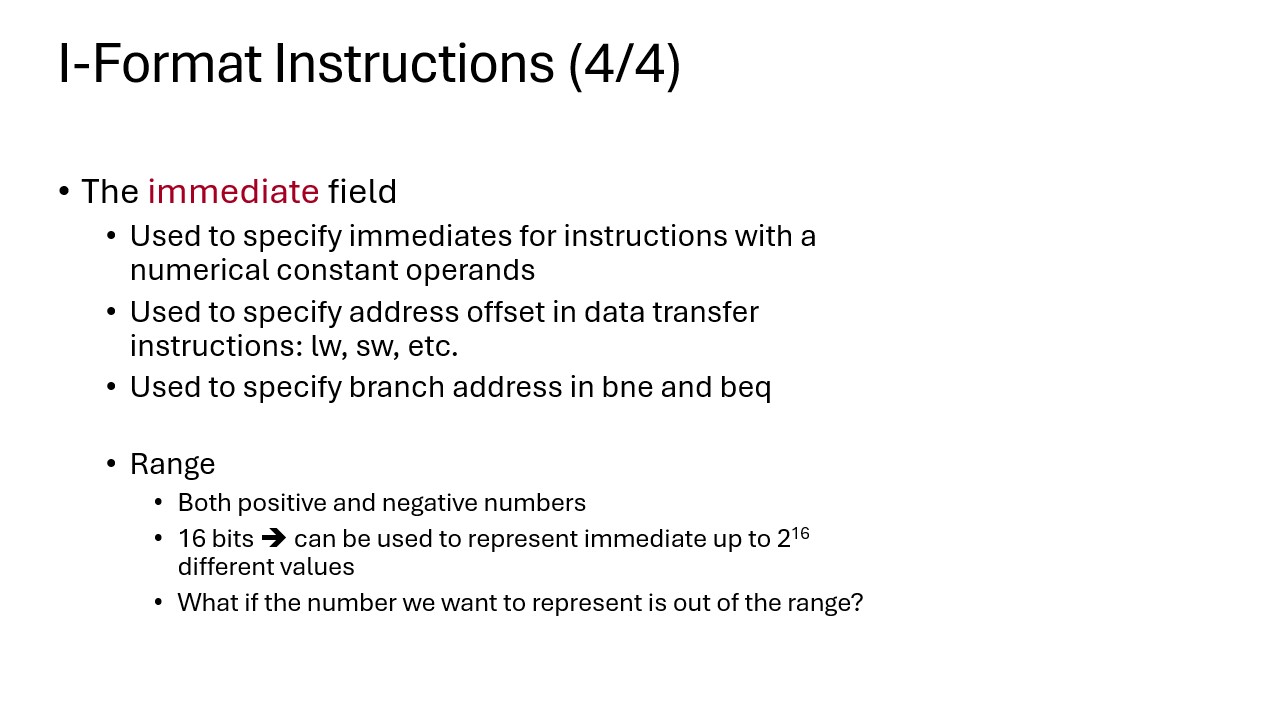 I-Format Instructions (4/4)
• The immediate field
• Used to specify immediates for instructions with a
numerical constant operands
• Used to specify address offset in data transfer
instructions: lw, sw, etc.
• Used to specify branch address in bne and beq
• Range
• Both positive and negative numbers
• 16 bits 🡺 can be used to represent immediate up to 2¹⁶
different values
• What if the number we want to represent is out of the range?